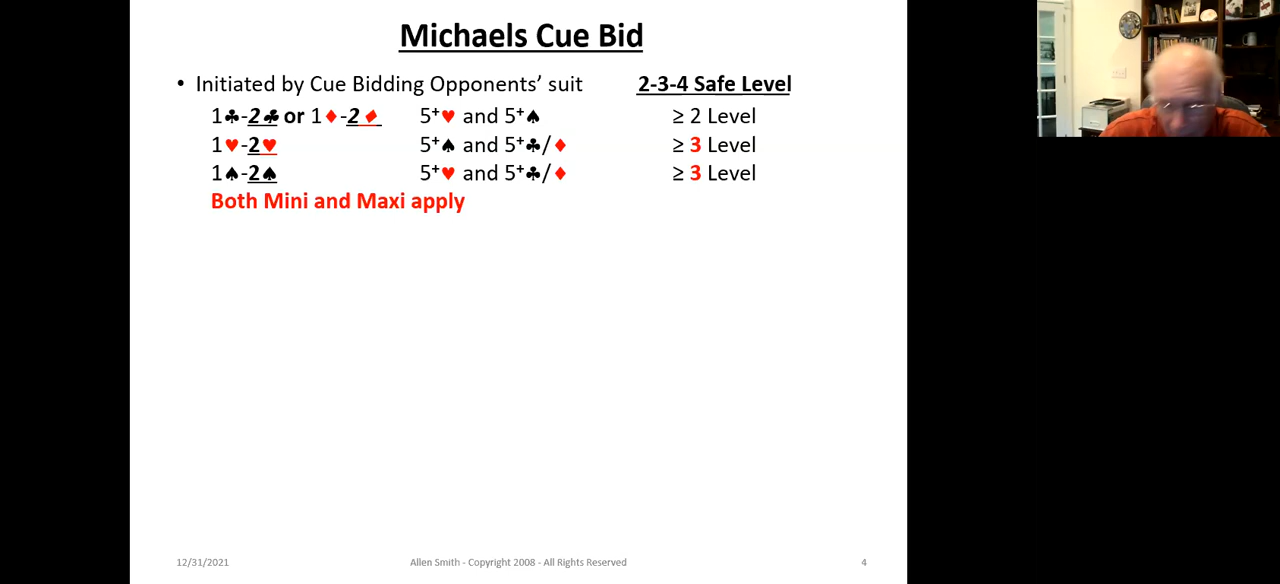 Michaels Cue Bid
• Initiated by Cue Bidding Opponents' suit 2-3-4 Safe Level
1♣-2♣ or 1♦-2♦ 5⁺♥ and 5⁺♠ ≥ 2 Level
1♥-2♥ 5⁺♠ and 5⁺♣/♦ ≥ 3 Level
1♠-2♠ 5⁺♥ and 5⁺♣/♦ ≥ 3 Level
Both Mini and Maxi apply
12/31/2021 Allen Smith - Copyright 2008 - All Rights Reserved 4